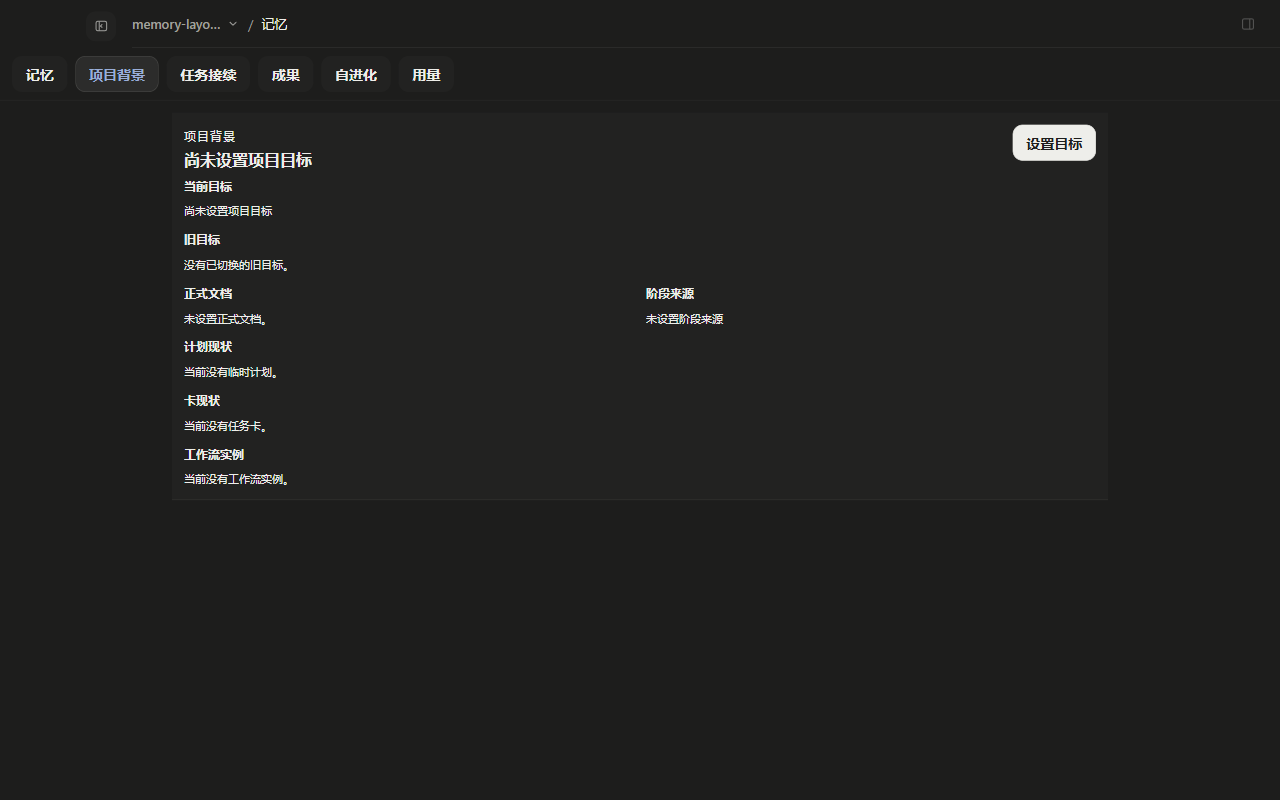 memory-layo... / 记忆
记忆 项目背景 任务接续 成果 自进化 用量
项目背景
设置目标
尚未设置项目目标
当前目标
尚未设置项目目标
旧目标
没有已切换的旧目标。
正式文档
未设置正式文档。
阶段来源
未设置阶段来源
计划现状
当前没有临时计划。
卡现状
当前没有任务卡。
工作流实例
当前没有工作流实例。